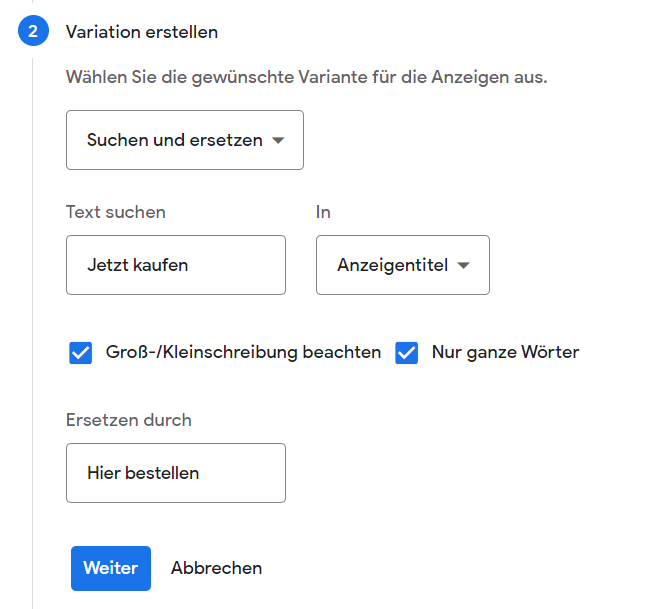 2 Variation erstellen
Wählen Sie die gewünschte Variante für die Anzeigen aus.
Suchen und ersetzen
Text suchen In
Jetzt kaufen Anzeigentitel
Groß-/Kleinschreibung beachten Nur ganze Wörter
Ersetzen durch
Hier bestellen
Weiter Abbrechen